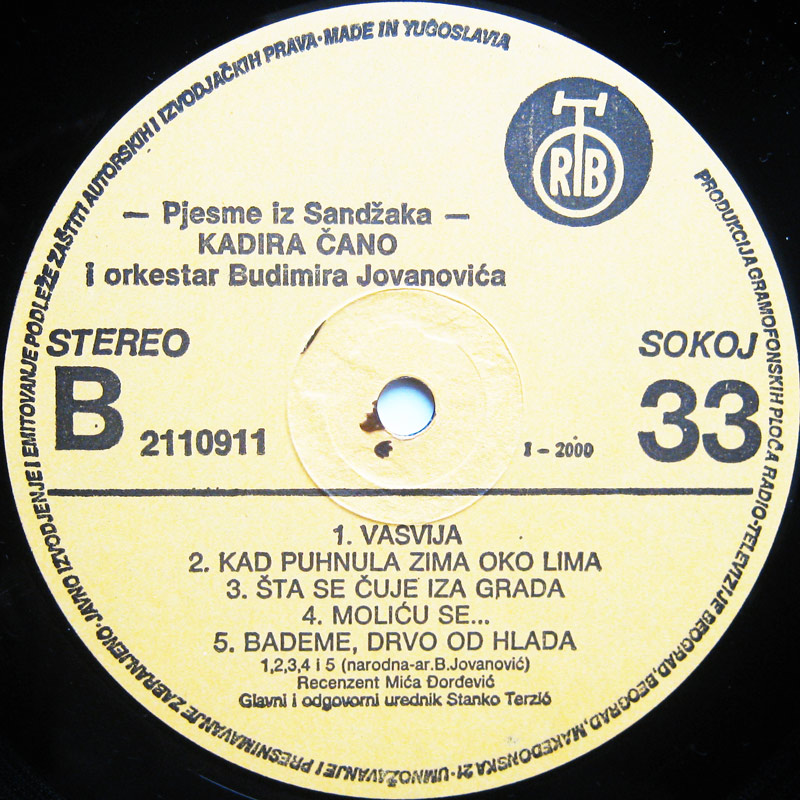 PRODUKCIJA GRAMOFONSKIH PLOČA RADIO-TELEVIZIJE BEOGRAD, BEOGRAD, MAKEDONSKA 21 · UMNOŽAVANJE I PRESNIMAVANJE ZABRANJENO · JAVNO IZVODJENJE I EMITOVANJE PODLEŽE ZAŠTITI AUTORSKIH I IZVODJAČKIH PRAVA · MADE IN YUGOSLAVIA
RTB
— Pjesme iz Sandžaka —
KADIRA ČANO
i orkestar Budimira Jovanovića
STEREO
SOKOJ
B
2110911
I – 2000
33
1. VASVIJA
2. KAD PUHNULA ZIMA OKO LIMA
3. ŠTA SE ČUJE IZA GRADA
4. MOLIĆU SE...
5. BADEME, DRVO OD HLADA
1,2,3,4 i 5 (narodna-ar.B.Jovanović)
Recenzent Mića Đorđević
Glavni i odgovorni urednik Stanko Terzić